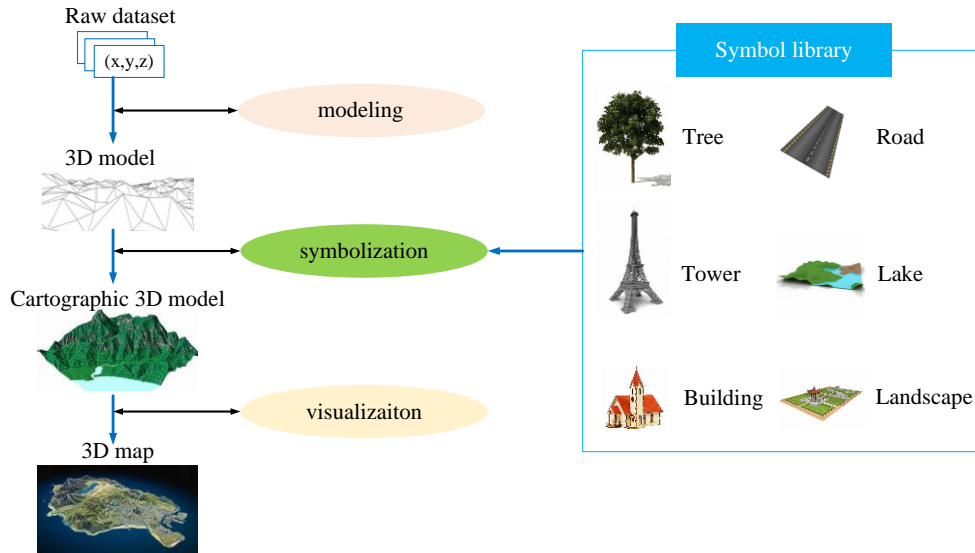 Raw dataset
(x,y,z)
modeling
3D model
symbolization
Cartographic 3D model
visualizaiton
3D map
Symbol library
Tree
Road
Tower
Lake
Building
Landscape